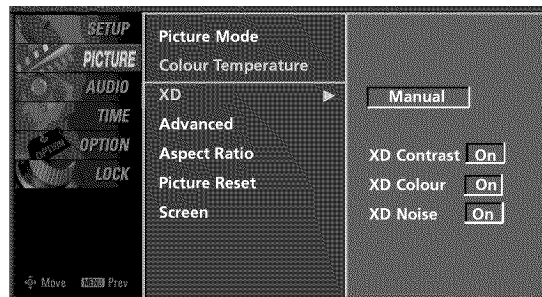 SETUP
PICTURE
AUDIO
TIME
OPTION
LOCK
Move MENU Prev
Picture Mode
Colour Temperature
XD
Advanced
Aspect Ratio
Picture Reset
Screen
Manual
XD Contrast On
XD Colour On
XD Noise On